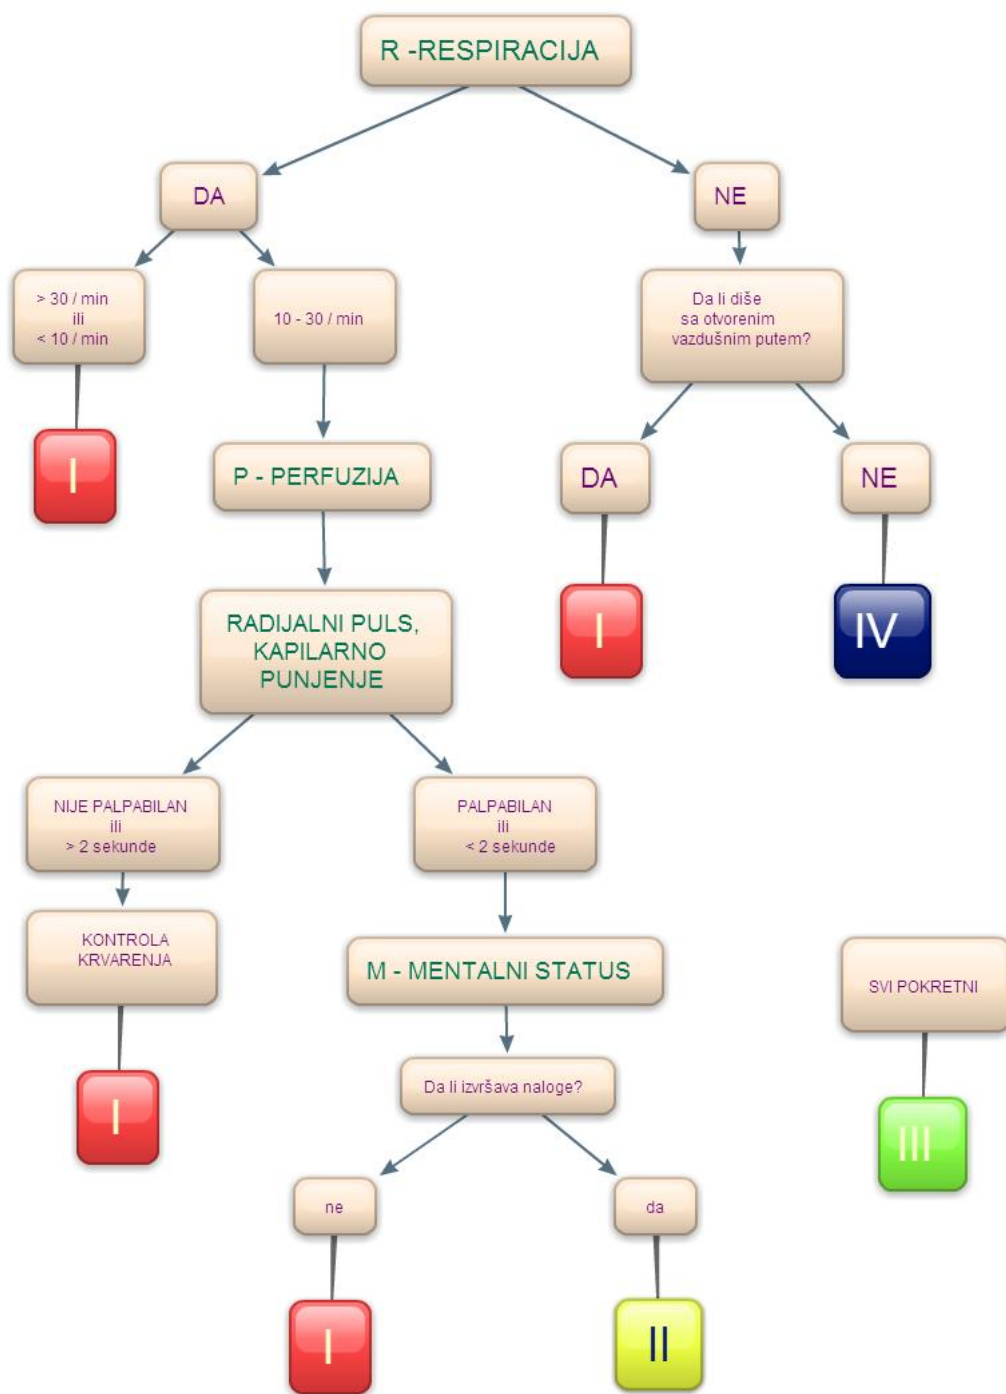 R -RESPIRACIJA
DA
NE
> 30 / min
ili
< 10 / min
10 - 30 / min
Da li diše
sa otvorenim
vazdušnim putem?
I
P - PERFUZIJA
DA
NE
I
IV
RADIJALNI PULS,
KAPILARNO
PUNJENJE
NIJE PALPABILAN
ili
> 2 sekunde
PALPABILAN
ili
< 2 sekunde
KONTROLA
KRVARENJA
M - MENTALNI STATUS
SVI POKRETNI
I
Da li izvršava naloge?
III
ne
da
I
II